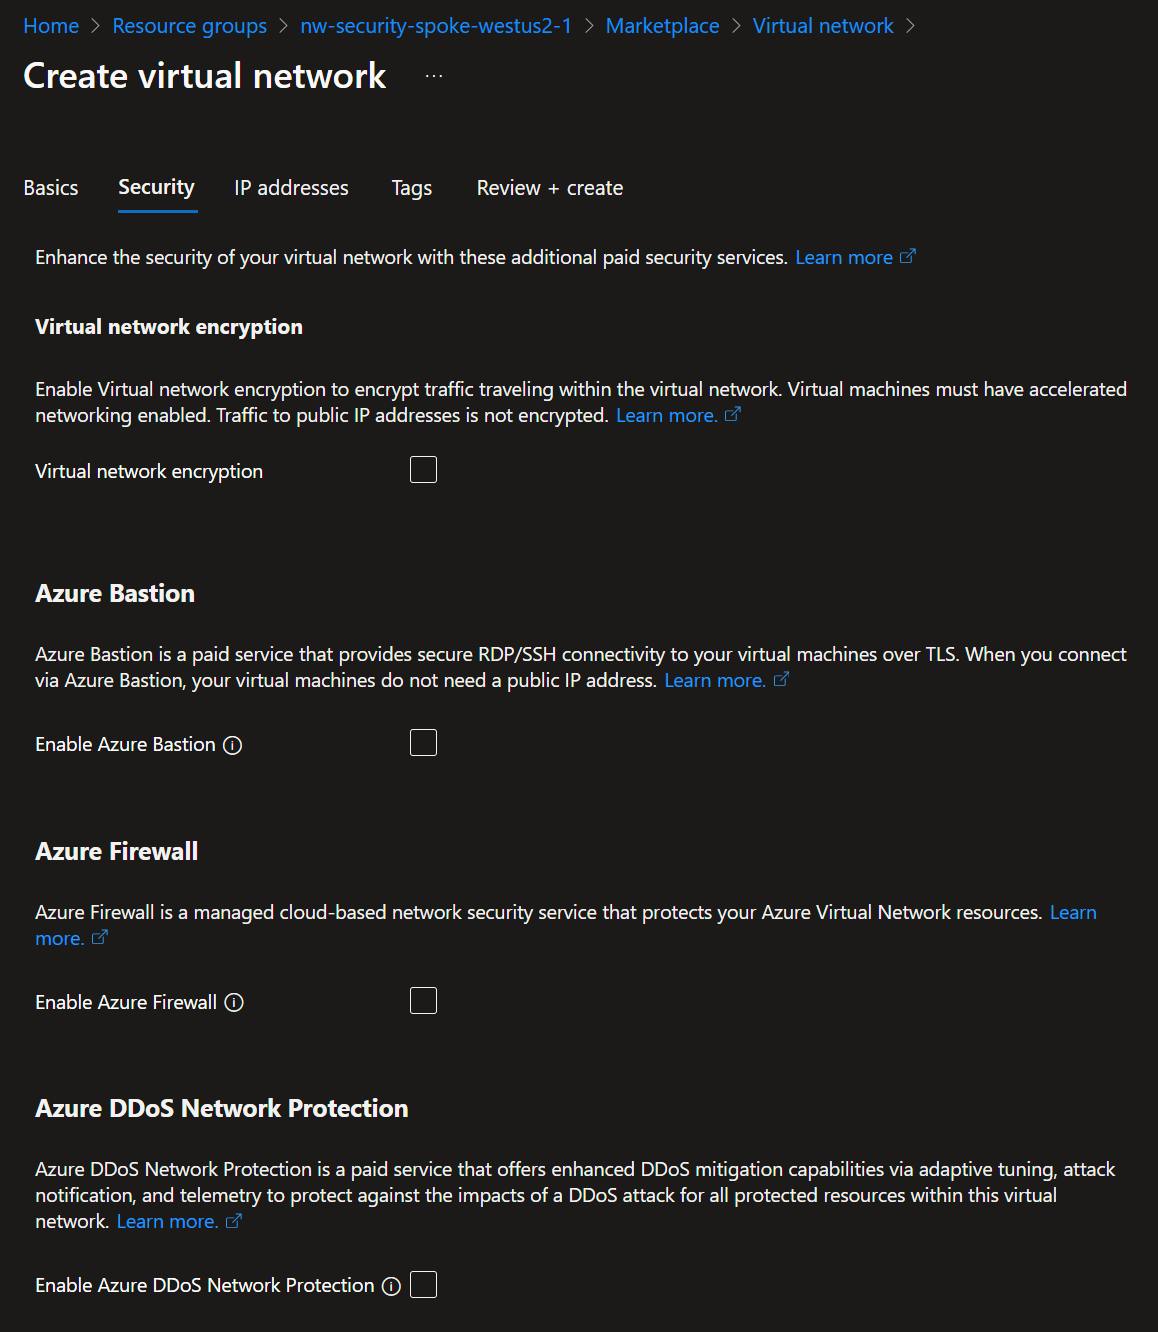 Home > Resource groups > nw-security-spoke-westus2-1 > Marketplace > Virtual network >
Create virtual network ...
Basics Security IP addresses Tags Review + create
Enhance the security of your virtual network with these additional paid security services. Learn more
Virtual network encryption
Enable Virtual network encryption to encrypt traffic traveling within the virtual network. Virtual machines must have accelerated
networking enabled. Traffic to public IP addresses is not encrypted. Learn more.
Virtual network encryption
Azure Bastion
Azure Bastion is a paid service that provides secure RDP/SSH connectivity to your virtual machines over TLS. When you connect
via Azure Bastion, your virtual machines do not need a public IP address. Learn more.
Enable Azure Bastion
Azure Firewall
Azure Firewall is a managed cloud-based network security service that protects your Azure Virtual Network resources. Learn
more.
Enable Azure Firewall
Azure DDoS Network Protection
Azure DDoS Network Protection is a paid service that offers enhanced DDoS mitigation capabilities via adaptive tuning, attack
notification, and telemetry to protect against the impacts of a DDoS attack for all protected resources within this virtual
network. Learn more.
Enable Azure DDoS Network Protection